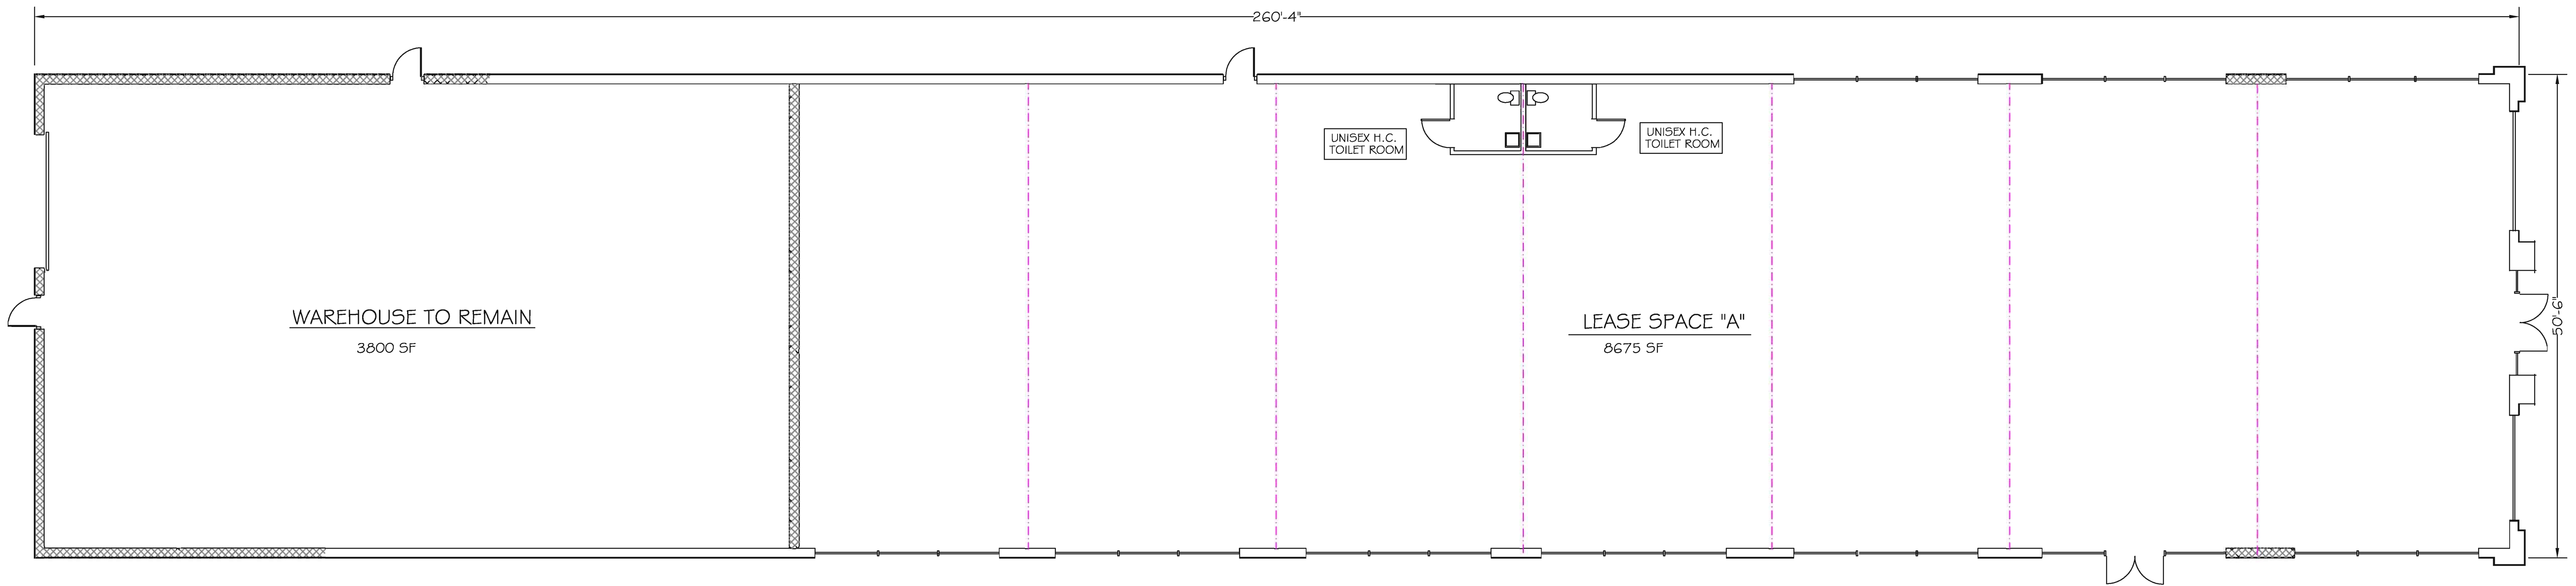 260'-4"
UNISEX H.C.
TOILET ROOM
UNISEX H.C.
TOILET ROOM
WAREHOUSE TO REMAIN
3800 SF
LEASE SPACE "A"
8675 SF
50'-6"